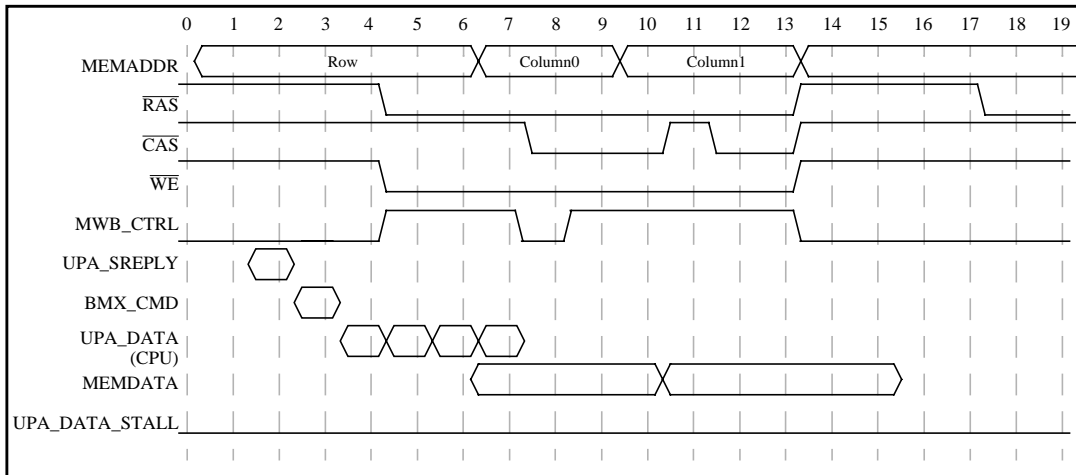 0 1 2 3 4 5 6 7 8 9 10 11 12 13 14 15 16 17 18 19
MEMADDR Row Column0 Column1
RAS
CAS
WE
MWB_CTRL
UPA_SREPLY
BMX_CMD
UPA_DATA
(CPU)
MEMDATA
UPA_DATA_STALL